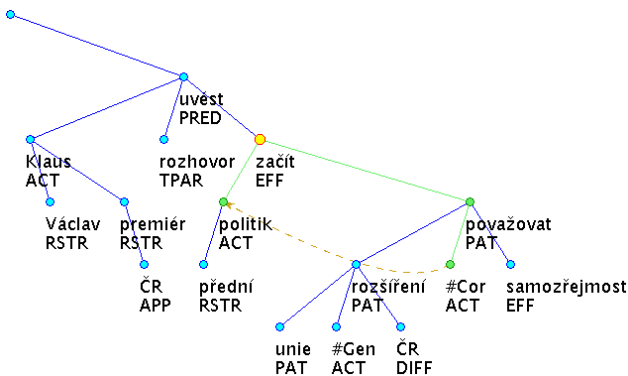 uvést
PRED
Klaus
ACT
rozhovor
TPAR
začít
EFF
Václav
RSTR
premiér
RSTR
politik
ACT
považovat
PAT
ČR
APP
přední
RSTR
rozšíření
PAT
#Cor
ACT
samozřejmost
EFF
unie
PAT
#Gen
ACT
ČR
DIFF